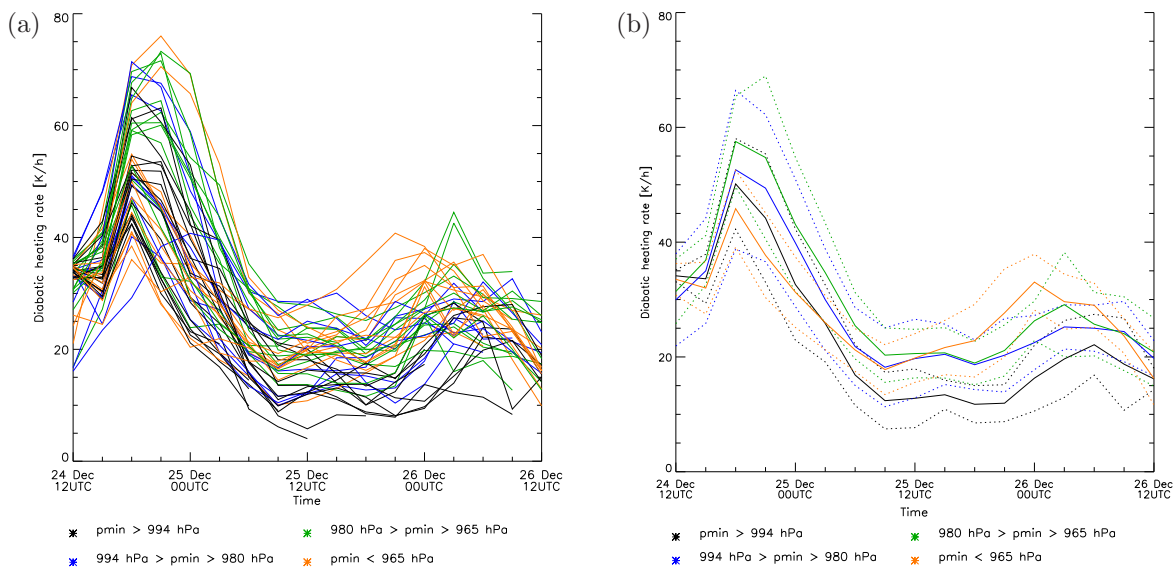 (a)
80
60
40
20
0
Diabatic heating rate [K/h]
24 Dec
12UTC
25 Dec
00UTC
25 Dec
12UTC
26 Dec
00UTC
26 Dec
12UTC
Time
pmin > 994 hPa
980 hPa > pmin > 965 hPa
994 hPa > pmin > 980 hPa
pmin < 965 hPa
(b)
80
60
40
20
0
Diabatic heating rate [K/h]
24 Dec
12UTC
25 Dec
00UTC
25 Dec
12UTC
26 Dec
00UTC
26 Dec
12UTC
Time
pmin > 994 hPa
980 hPa > pmin > 965 hPa
994 hPa > pmin > 980 hPa
pmin < 965 hPa